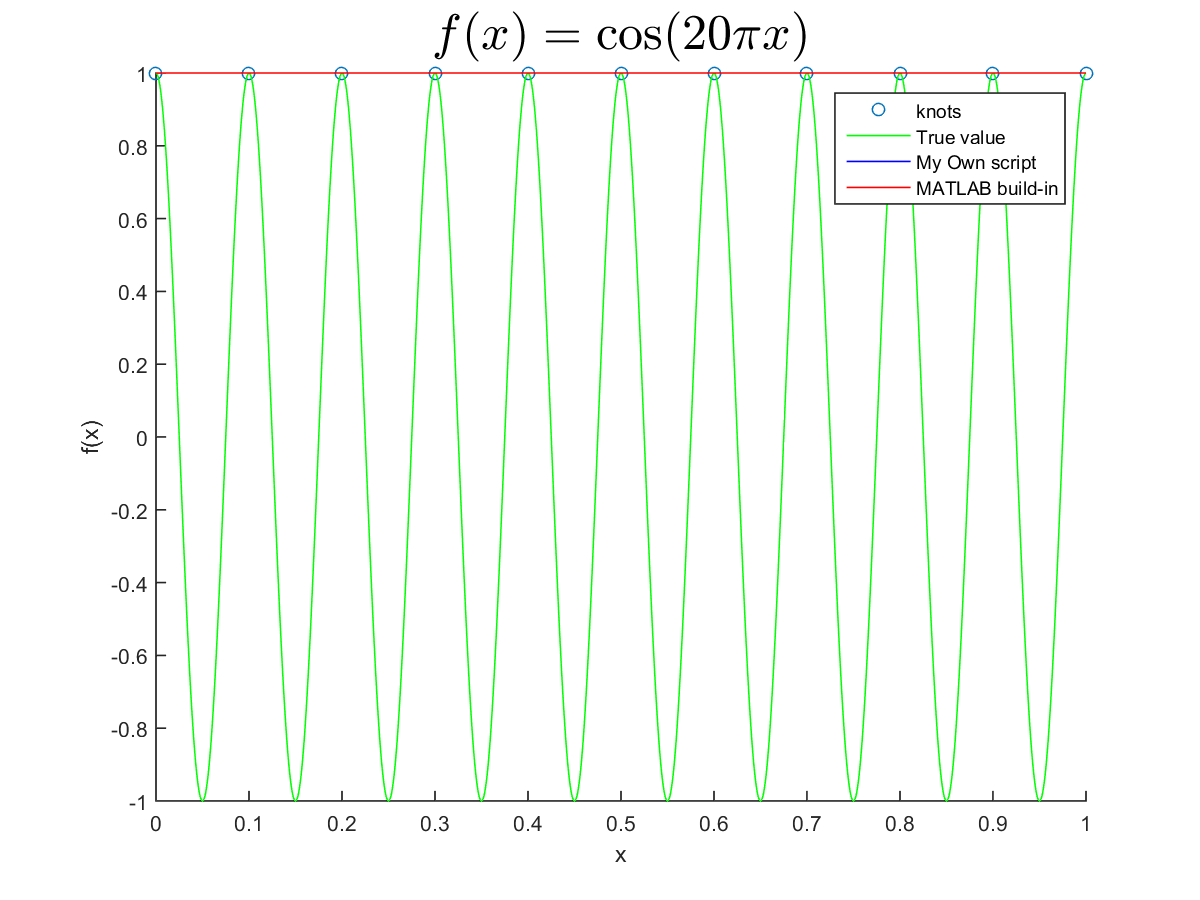 f(x) = cos(20πx)
knots
True value
My Own script
MATLAB build-in
f(x)
1
0.8
0.6
0.4
0.2
0
-0.2
-0.4
-0.6
-0.8
-1
0 0.1 0.2 0.3 0.4 0.5 0.6 0.7 0.8 0.9 1
x